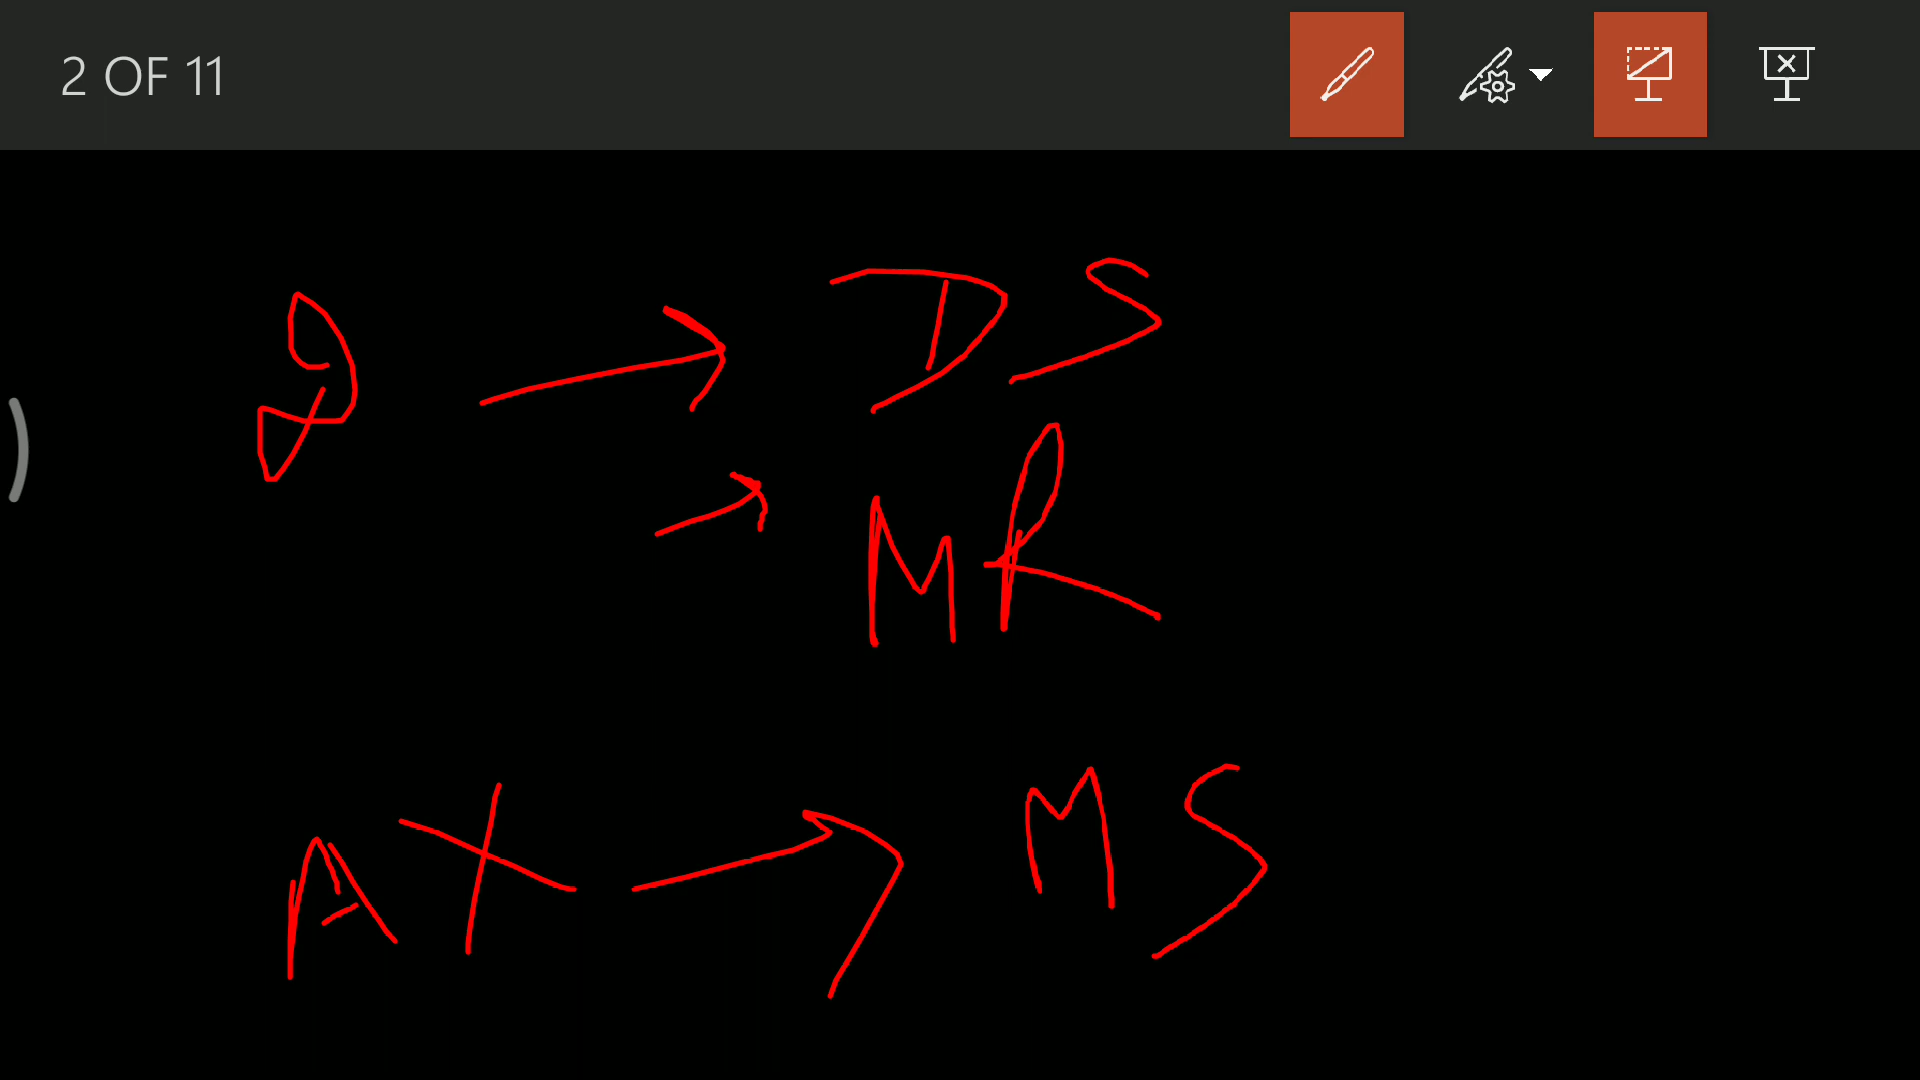 2 OF 11
→ DS
→ MR
AX → MS